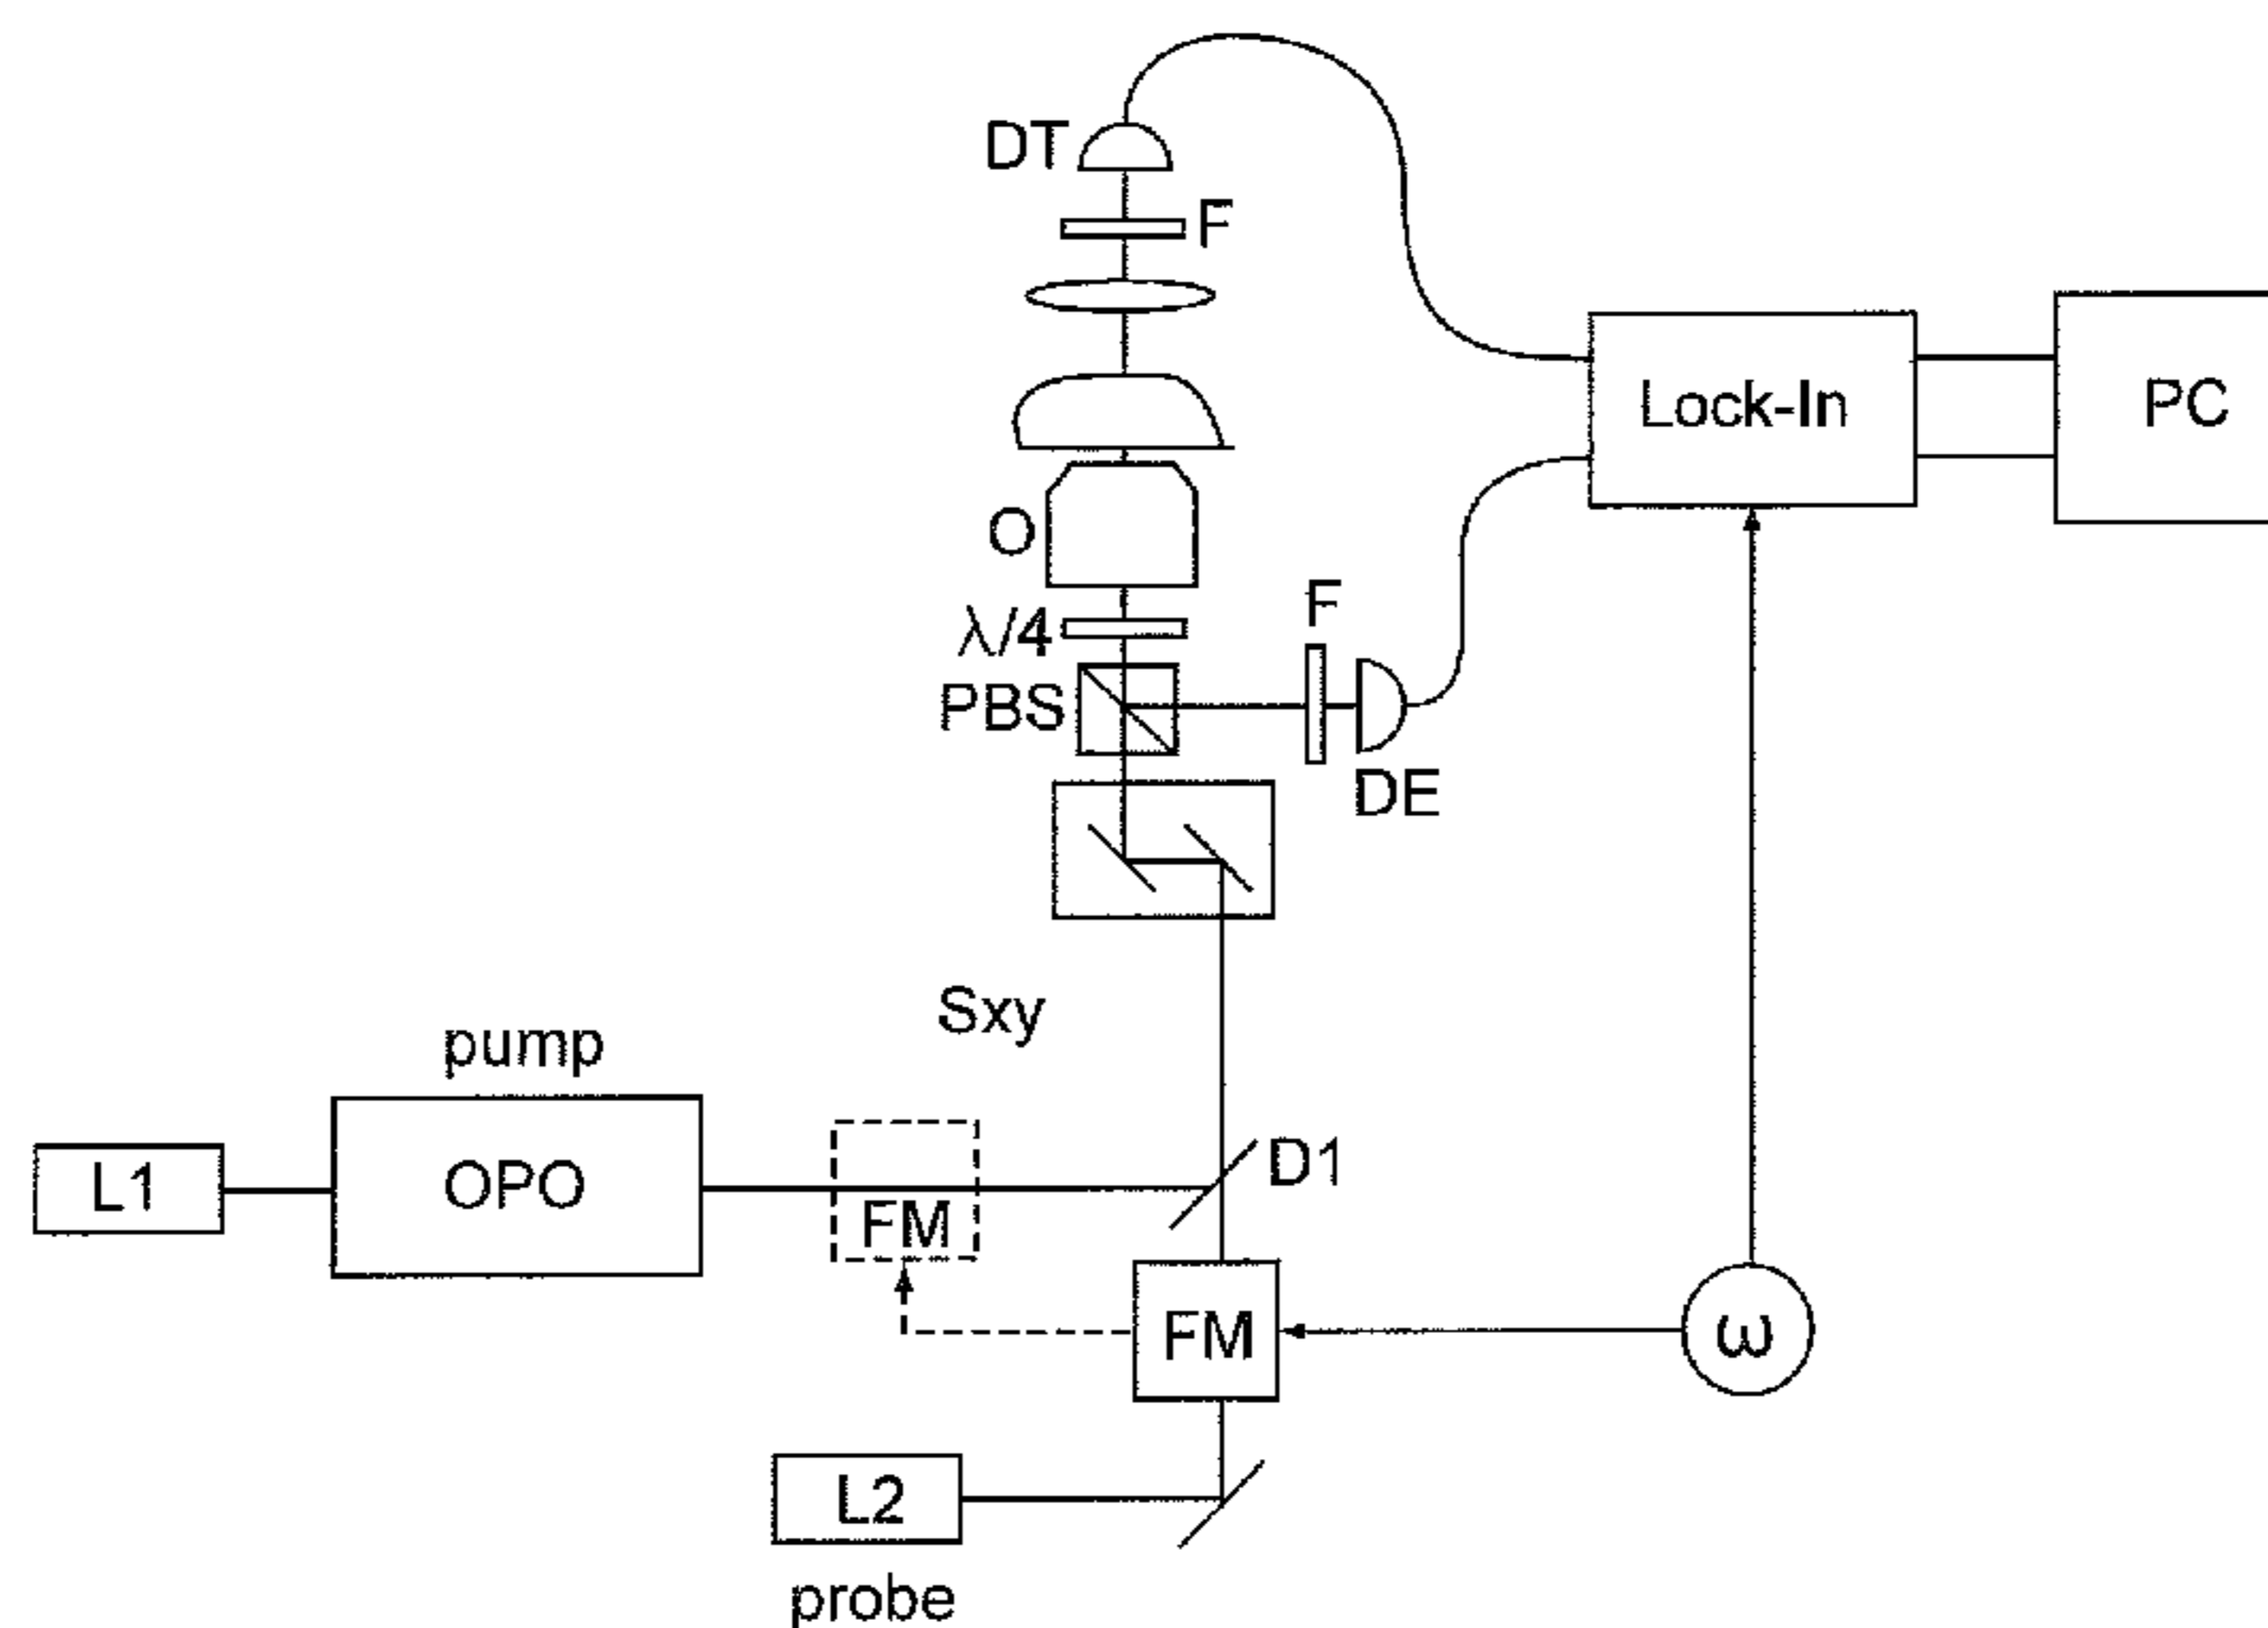 DT
F
Lock-In
PC
O
F
λ/4
PBS
DE
Sxy
pump
L1
OPO
FM
D1
FM
ω
L2
probe